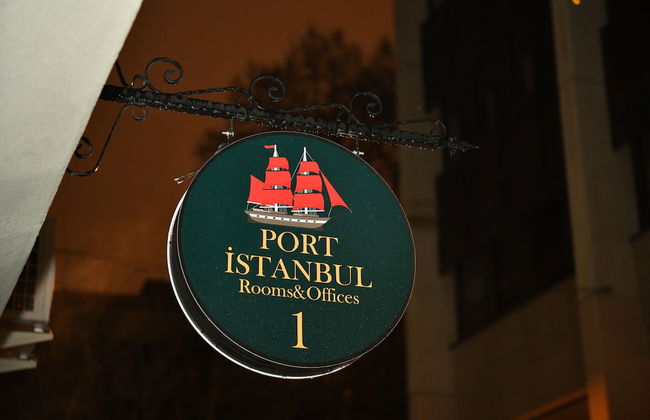 PORT
İSTANBUL
Rooms&Offices
1